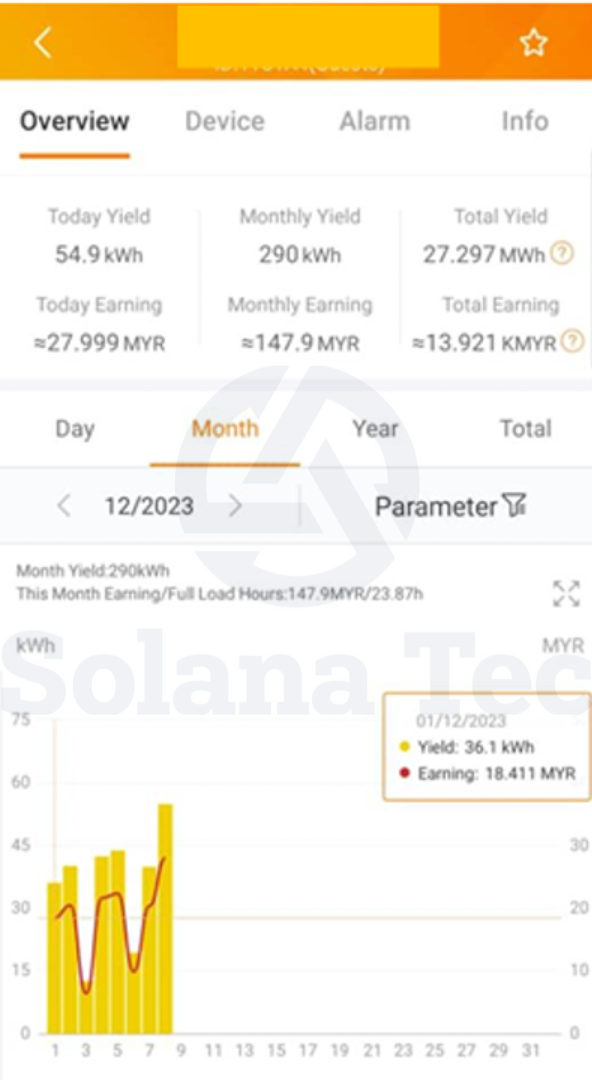 Overview Device Alarm Info
Today Yield Monthly Yield Total Yield
54.9 kWh 290 kWh 27.297 MWh ?
Today Earning Monthly Earning Total Earning
≈27.999 MYR ≈147.9 MYR ≈13.921 KMYR ?
Day Month Year Total
< 12/2023 > Parameter
Month Yield:290kWh
This Month Earning/Full Load Hours:147.9MYR/23.87h
kWh MYR
Solana Tec
01/12/2023
Yield: 36.1 kWh
Earning: 18.411 MYR
75
60
45 30
30 20
15 10
0 0
1 3 5 7 9 11 13 15 17 19 21 23 25 27 29 31